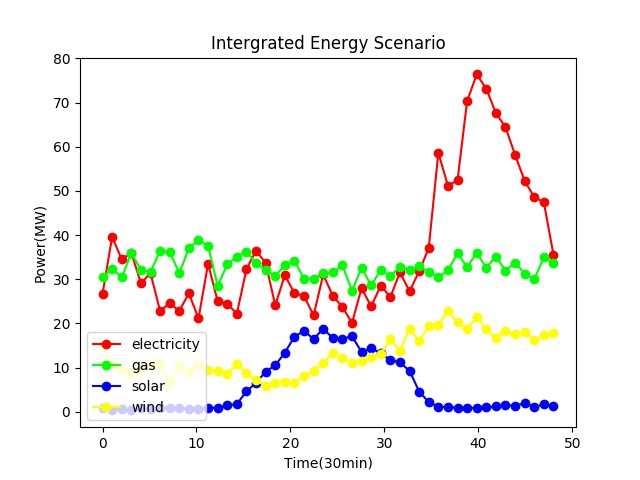 Intergrated Energy Scenario
Power(MW)
80
70
60
50
40
30
20
10
0
electricity
gas
solar
wind
0 10 20 30 40 50
Time(30min)